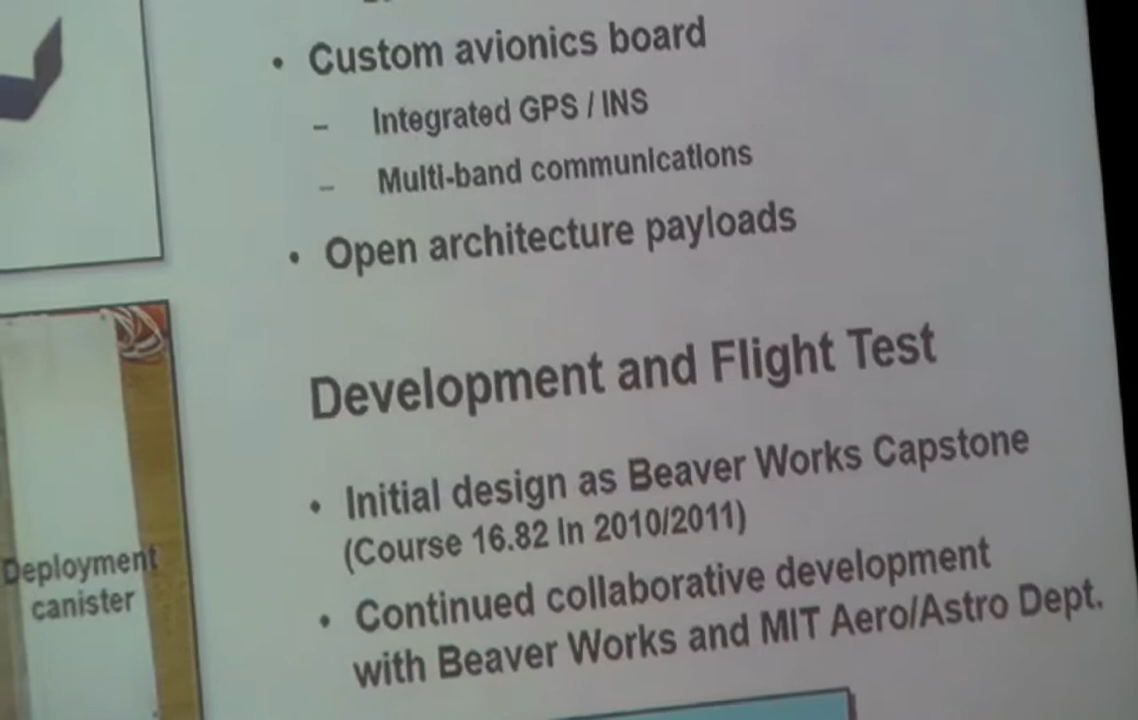 • Custom avionics board
– Integrated GPS / INS
– Multi-band communications
• Open architecture payloads
Development and Flight Test
• Initial design as Beaver Works Capstone
(Course 16.82 In 2010/2011)
• Continued collaborative development
with Beaver Works and MIT Aero/Astro Dept.
Deployment
canister